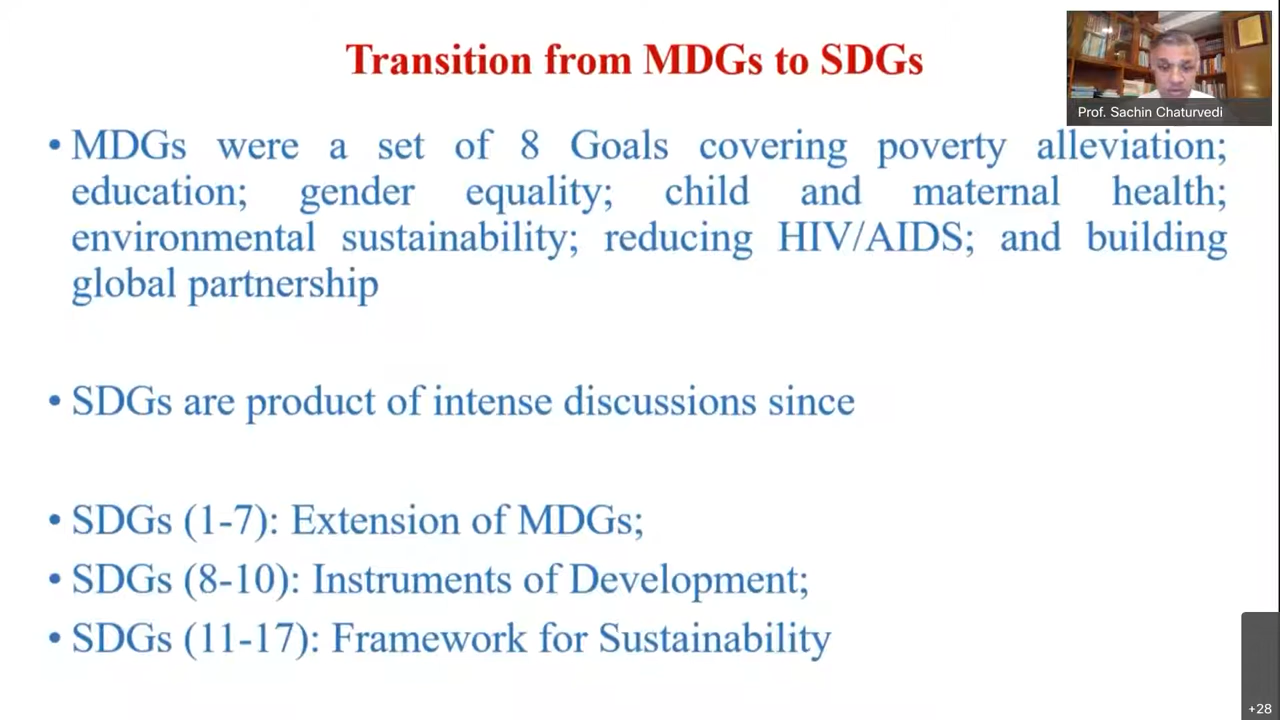 Transition from MDGs to SDGs
Prof. Sachin Chaturvedi
• MDGs were a set of 8 Goals covering poverty alleviation;
education; gender equality; child and maternal health;
environmental sustainability; reducing HIV/AIDS; and building
global partnership
• SDGs are product of intense discussions since
• SDGs (1-7): Extension of MDGs;
• SDGs (8-10): Instruments of Development;
• SDGs (11-17): Framework for Sustainability
+28